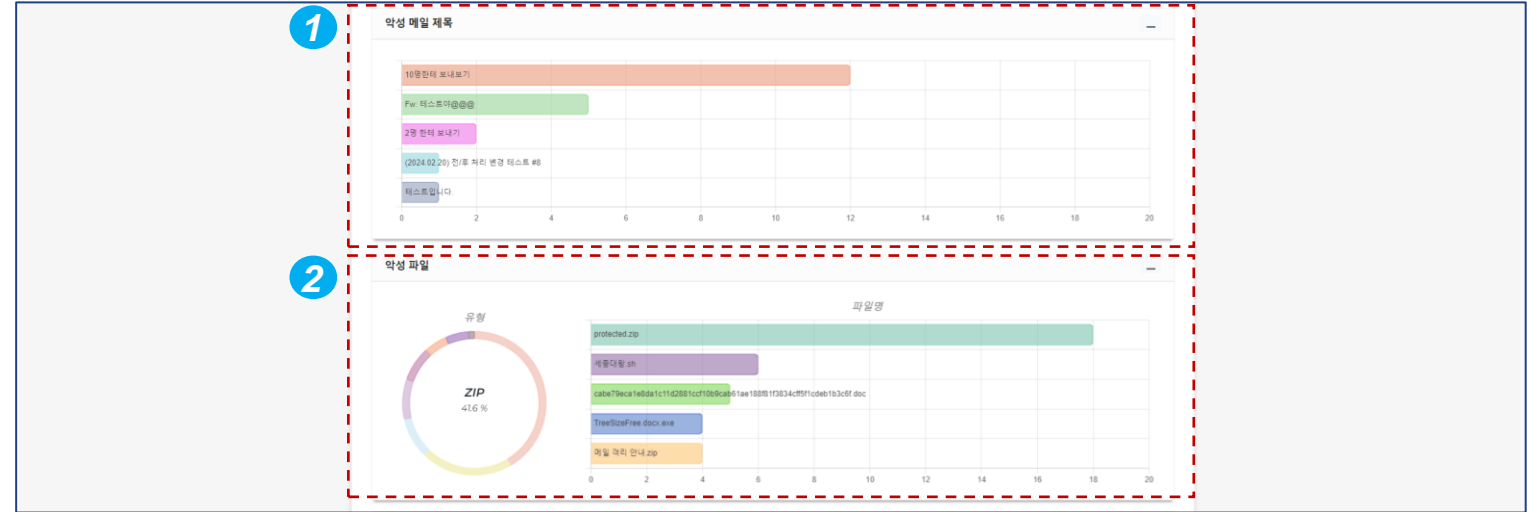 1
악성 메일 제목
10명한테 보내보기
Fw: 테스트야@@@
2명 한테 보내기
(2024.02.20) 전/후 처리 변경 테스트 #8
테스트입니다.
0 2 4 6 8 10 12 14 16 18 20
2
악성 파일
유형
파일명
ZIP
41.6 %
protected.zip
세종대왕.sh
TreeSizeFree.docx.exe
메일 격리 안내.zip
0 2 4 6 8 10 12 14 16 18 20